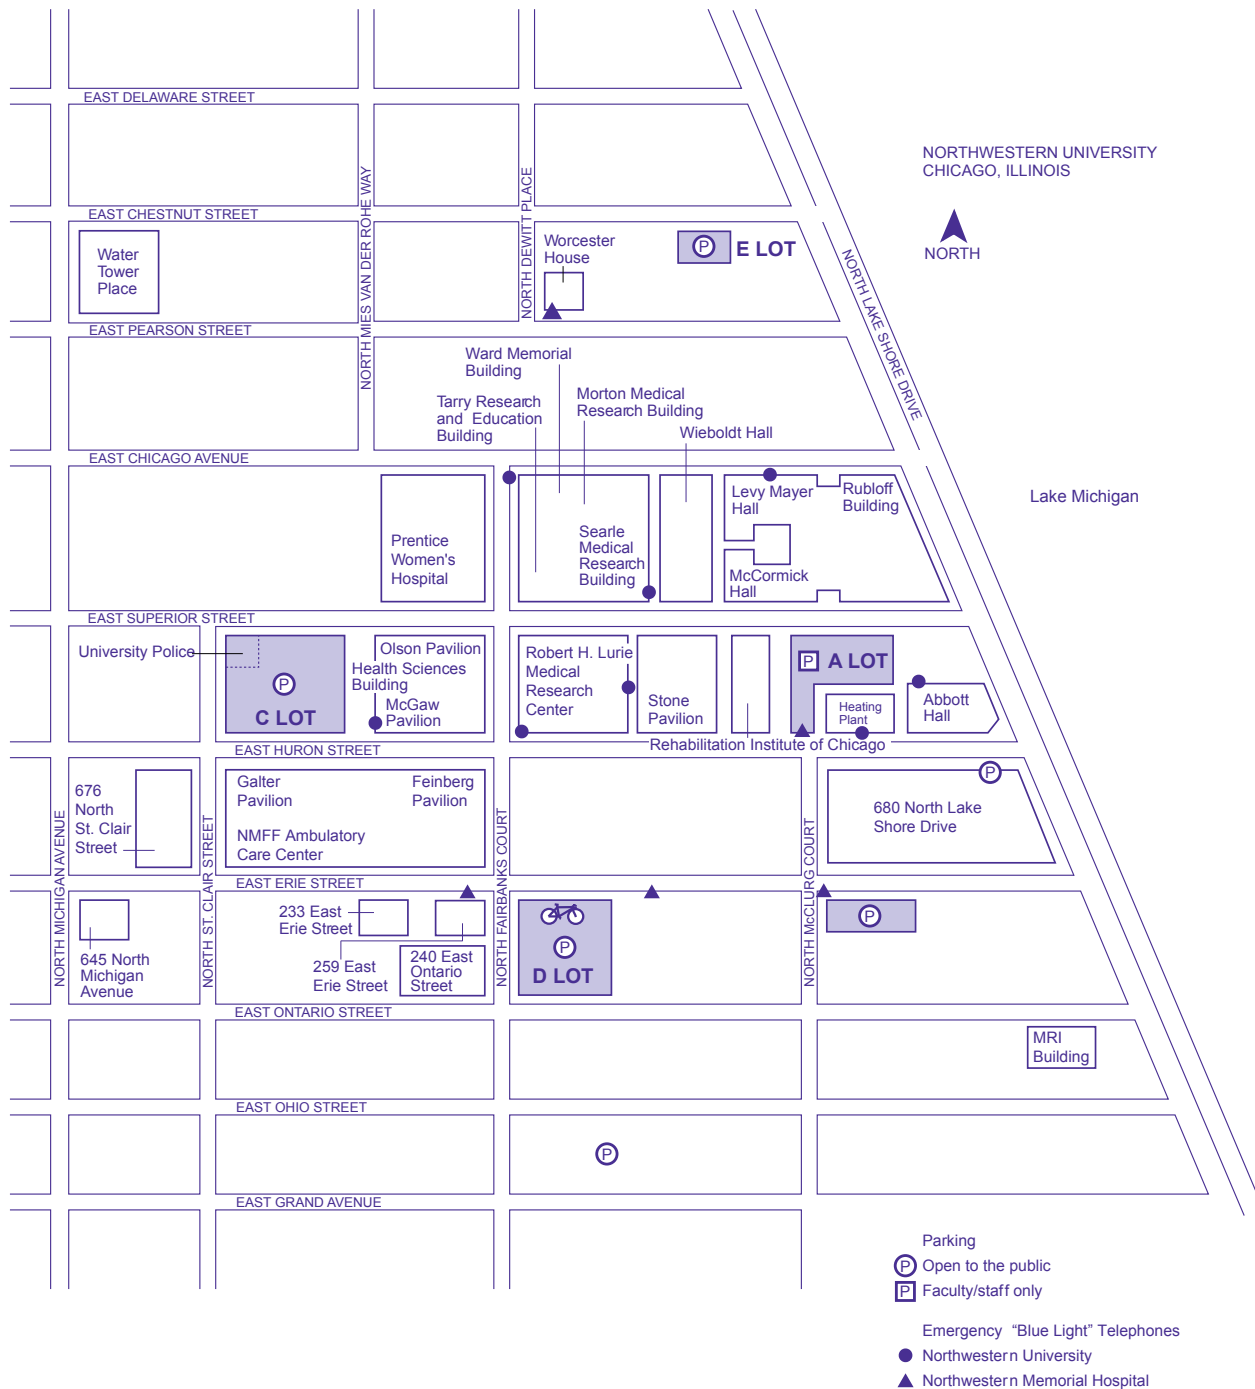 EAST DELAWARE STREET
NORTHWESTERN UNIVERSITY
CHICAGO, ILLINOIS
NORTH
EAST CHESTNUT STREET
NORTH MIES VAN DER ROHE WAY
NORTH DEWITT PLACE
Water
Tower
Place
Worcester
House
P
E LOT
NORTH LAKE SHORE DRIVE
EAST PEARSON STREET
Ward Memorial
Building
Tarry Research
and Education
Building
Morton Medical
Research Building
Wieboldt Hall
EAST CHICAGO AVENUE
Lake Michigan
Prentice
Women's
Hospital
Searle
Medical
Research
Building
Levy Mayer
Hall
Rubloff
Building
McCormick
Hall
EAST SUPERIOR STREET
University Police
P
C LOT
Olson Pavilion
Health Sciences
Building
McGaw
Pavilion
Robert H. Lurie
Medical
Research
Center
Stone
Pavilion
P
A LOT
Heating
Plant
Abbott
Hall
Rehabilitation Institute of Chicago
EAST HURON STREET
676
North
St. Clair
Street
Galter
Pavilion
Feinberg
Pavilion
NMFF Ambulatory
Care Center
P
680 North Lake
Shore Drive
NORTH MICHIGAN AVENUE
NORTH ST. CLAIR STREET
NORTH FAIRBANKS COURT
NORTH McCLURG COURT
EAST ERIE STREET
645 North
Michigan
Avenue
233 East
Erie Street
259 East
Erie Street
240 East
Ontario
Street
P
D LOT
P
EAST ONTARIO STREET
MRI
Building
EAST OHIO STREET
P
EAST GRAND AVENUE
Parking
P Open to the public
P Faculty/staff only
Emergency "Blue Light" Telephones
Northwestern University
Northwestern Memorial Hospital